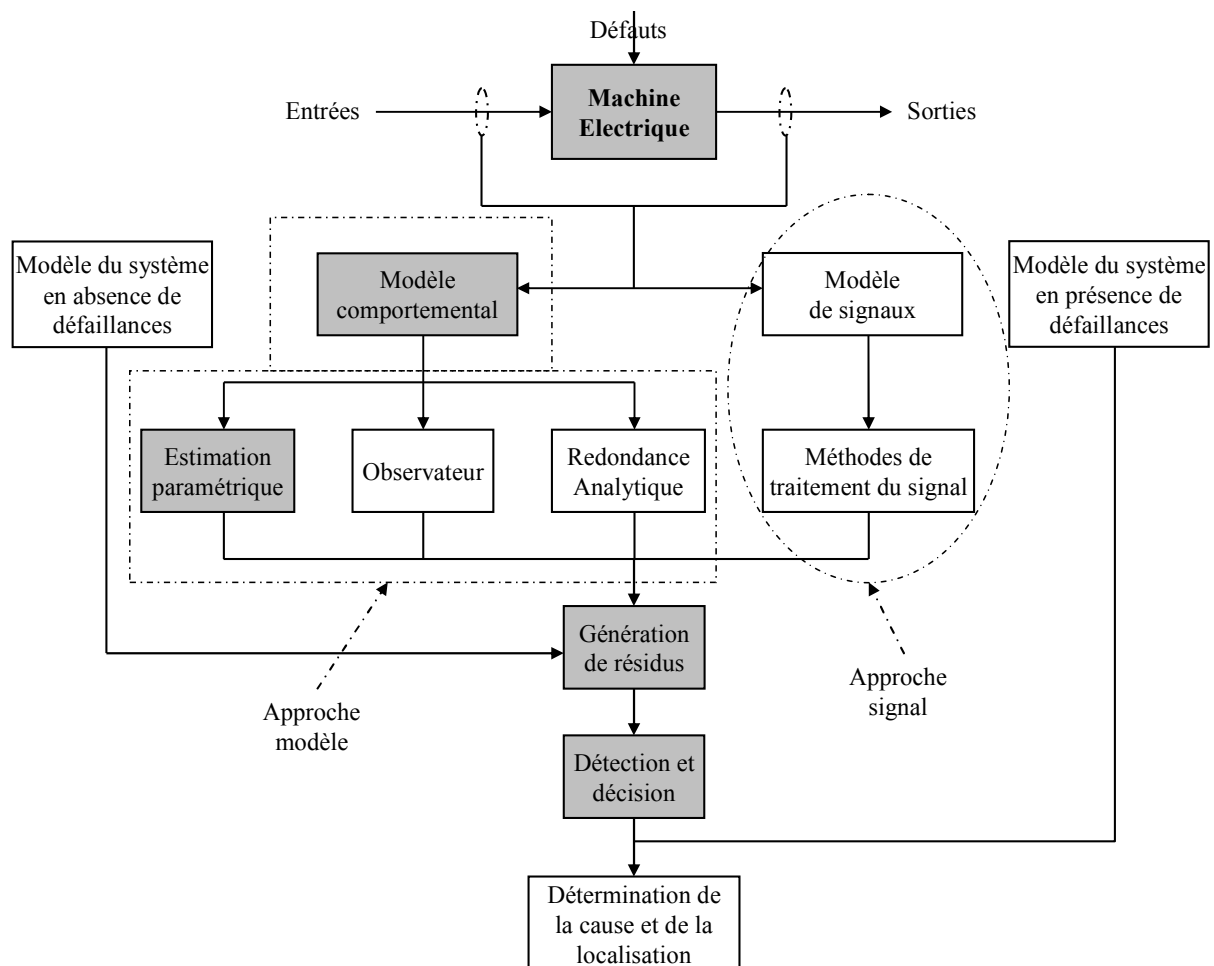 Défauts
Entrées
Machine
Electrique
Sorties
Modèle du système
en absence de
défaillances
Modèle
comportemental
Modèle
de signaux
Modèle du système
en présence de
défaillances
Estimation
paramétrique
Observateur
Redondance
Analytique
Méthodes de
traitement du signal
Génération
de résidus
Approche
modèle
Approche
signal
Détection et
décision
Détermination de
la cause et de la
localisation